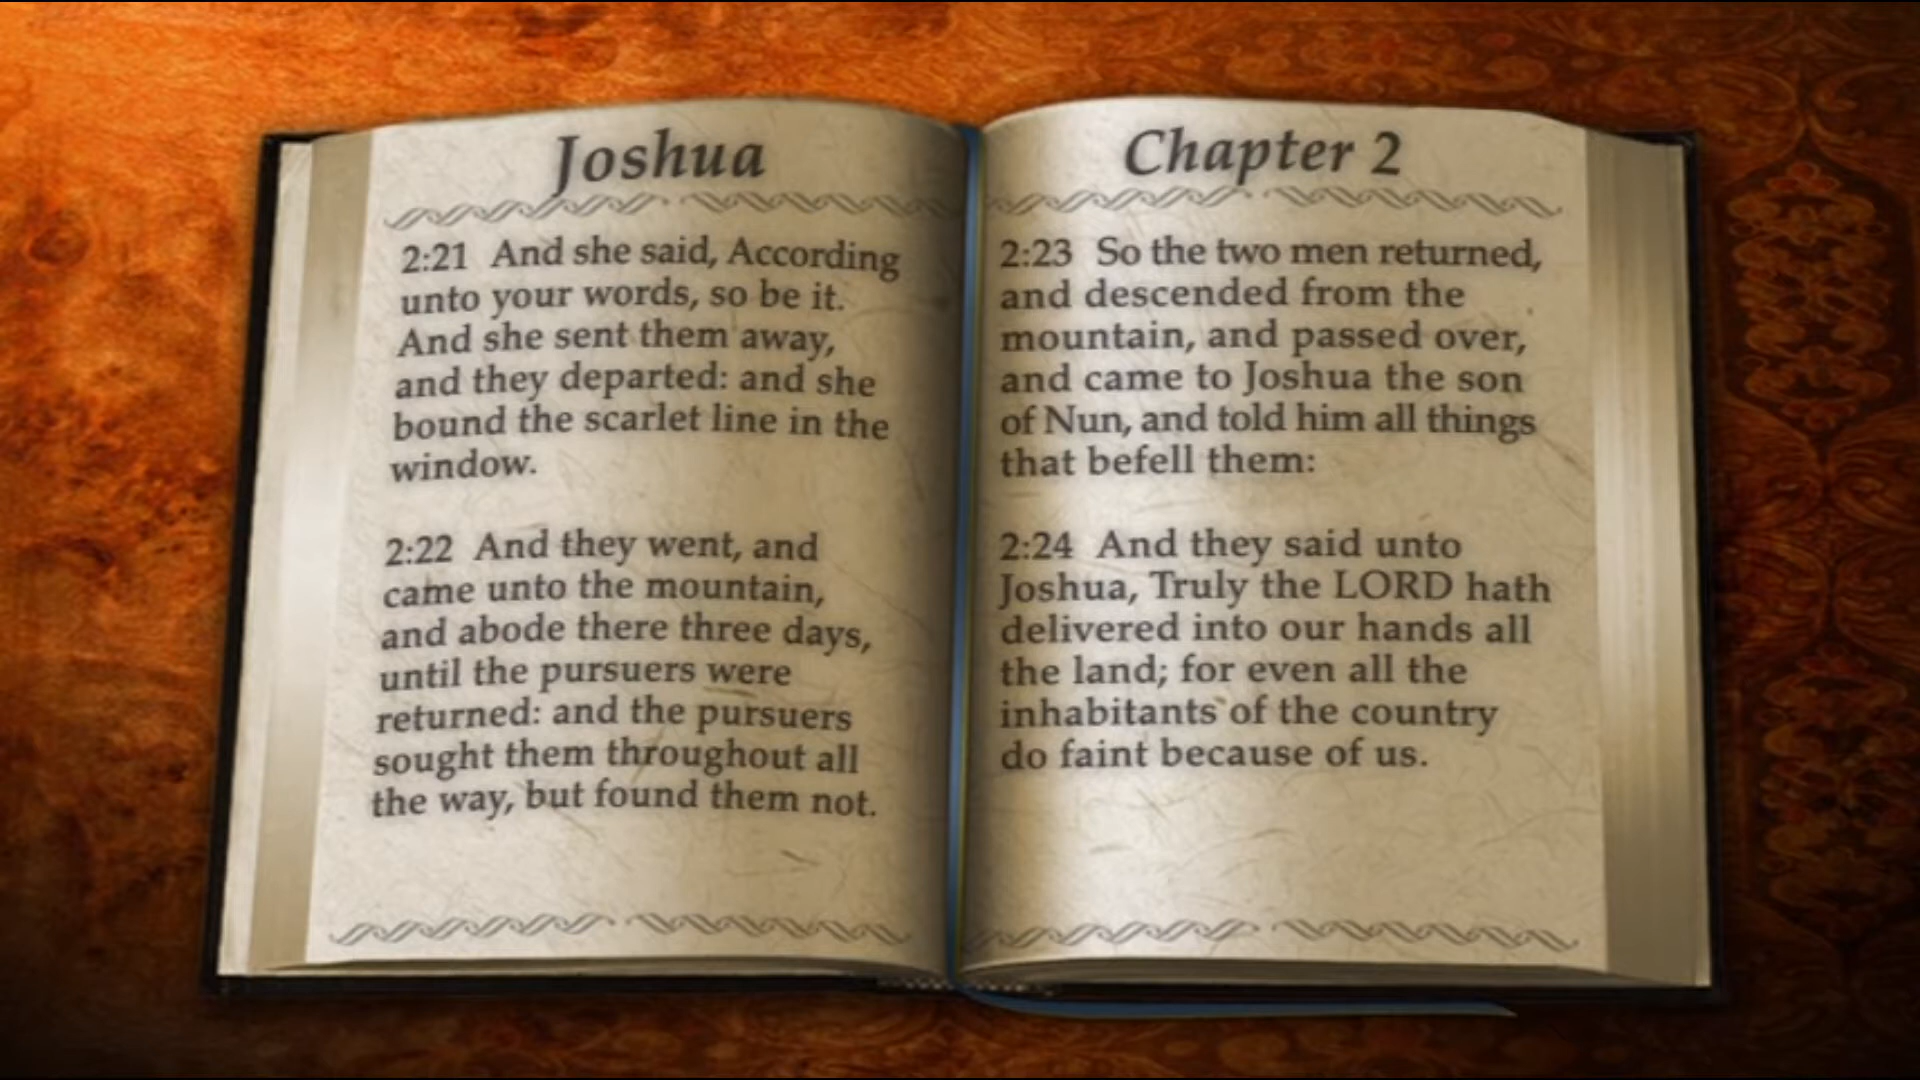 Joshua
2:21 And she said, According
unto your words, so be it.
And she sent them away,
and they departed: and she
bound the scarlet line in the
window.
2:22 And they went, and
came unto the mountain,
and abode there three days,
until the pursuers were
returned: and the pursuers
sought them throughout all
the way, but found them not.
Chapter 2
2:23 So the two men returned,
and descended from the
mountain, and passed over,
and came to Joshua the son
of Nun, and told him all things
that befell them:
2:24 And they said unto
Joshua, Truly the LORD hath
delivered into our hands all
the land; for even all the
inhabitants of the country
do faint because of us.